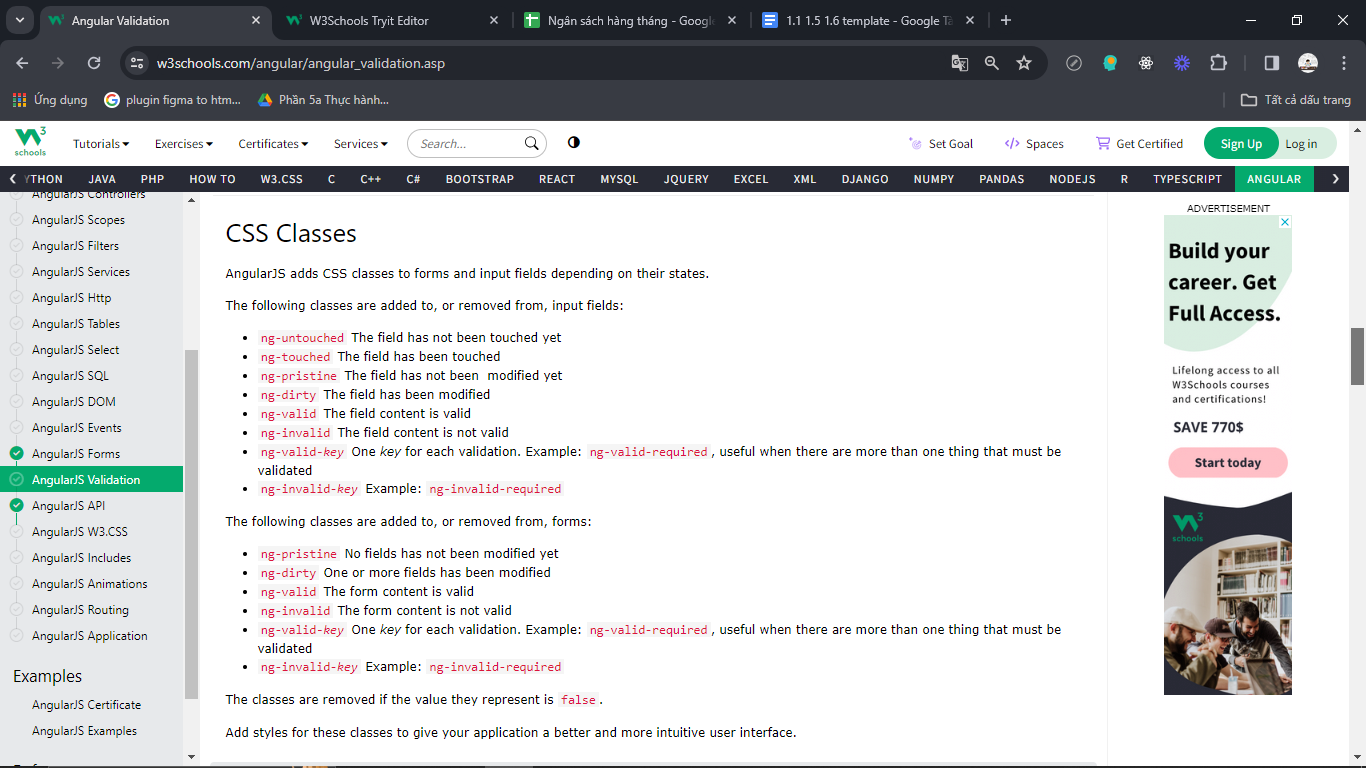 Angular Validation
W3Schools Tryit Editor
Ngân sách hàng tháng - Google
1.1 1.5 1.6 template - Google Tà
w3schools.com/angular/angular_validation.asp
Ứng dụng
plugin figma to htm...
Phần 5a Thực hành...
Tất cả dấu trang
W3 schools
Tutorials
Exercises
Certificates
Services
Search...
Set Goal
Spaces
Get Certified
Sign Up
Log in
YTHON JAVA PHP HOW TO W3.CSS C C++ C# BOOTSTRAP REACT MYSQL JQUERY EXCEL XML DJANGO NUMPY PANDAS NODEJS R TYPESCRIPT ANGULAR
AngularJS Controllers
AngularJS Scopes
AngularJS Filters
AngularJS Services
AngularJS Http
AngularJS Tables
AngularJS Select
AngularJS SQL
AngularJS DOM
AngularJS Events
AngularJS Forms
AngularJS Validation
AngularJS API
AngularJS W3.CSS
AngularJS Includes
AngularJS Animations
AngularJS Routing
AngularJS Application
Examples
AngularJS Certificate
AngularJS Examples
CSS Classes
AngularJS adds CSS classes to forms and input fields depending on their states.
The following classes are added to, or removed from, input fields:
ng-untouched The field has not been touched yet
ng-touched The field has been touched
ng-pristine The field has not been modified yet
ng-dirty The field has been modified
ng-valid The field content is valid
ng-invalid The field content is not valid
ng-valid-key One key for each validation. Example: ng-valid-required, useful when there are more than one thing that must be
validated
ng-invalid-key Example: ng-invalid-required
The following classes are added to, or removed from, forms:
ng-pristine No fields has not been modified yet
ng-dirty One or more fields has been modified
ng-valid The form content is valid
ng-invalid The form content is not valid
ng-valid-key One key for each validation. Example: ng-valid-required, useful when there are more than one thing that must be
validated
ng-invalid-key Example: ng-invalid-required
The classes are removed if the value they represent is false.
Add styles for these classes to give your application a better and more intuitive user interface.
ADVERTISEMENT
Build your
career. Get
Full Access.
Lifelong access to all
W3Schools courses
and certifications!
SAVE 770$
Start today
W3 schools